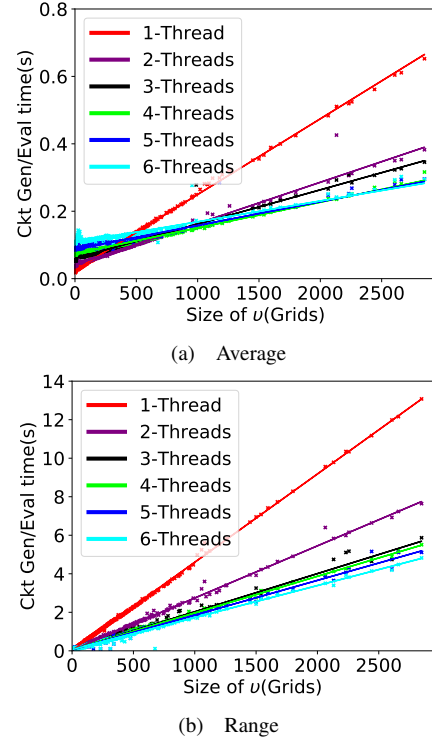 0.8
0.6
0.4
0.2
0.0
Ckt Gen/Eval time(s)
1-Thread
2-Threads
3-Threads
4-Threads
5-Threads
6-Threads
0 500 1000 1500 2000 2500
Size of υ(Grids)
(a) Average
14
12
10
8
6
4
2
0
Ckt Gen/Eval time(s)
1-Thread
2-Threads
3-Threads
4-Threads
5-Threads
6-Threads
0 500 1000 1500 2000 2500
Size of υ(Grids)
(b) Range